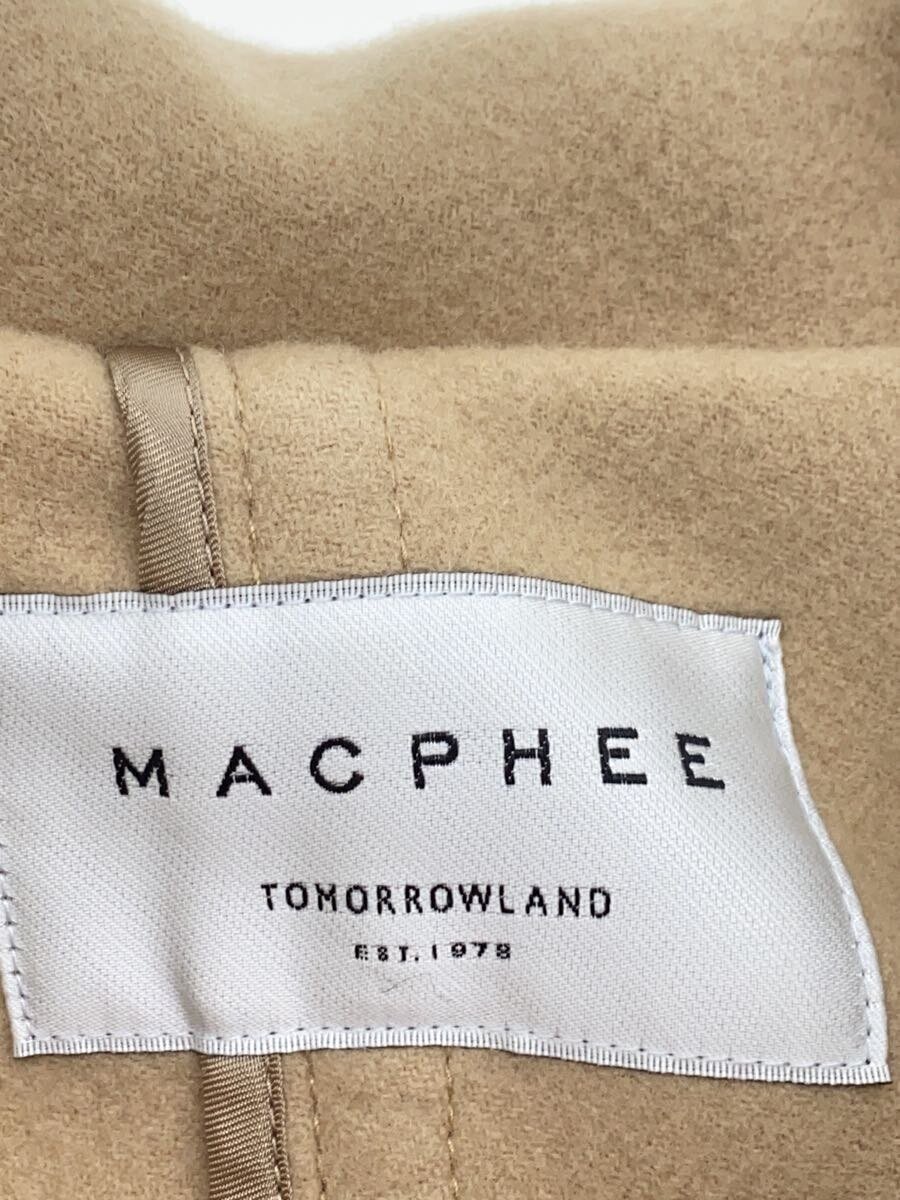 MACPHEE
TOMORROWLAND
EST. 1978